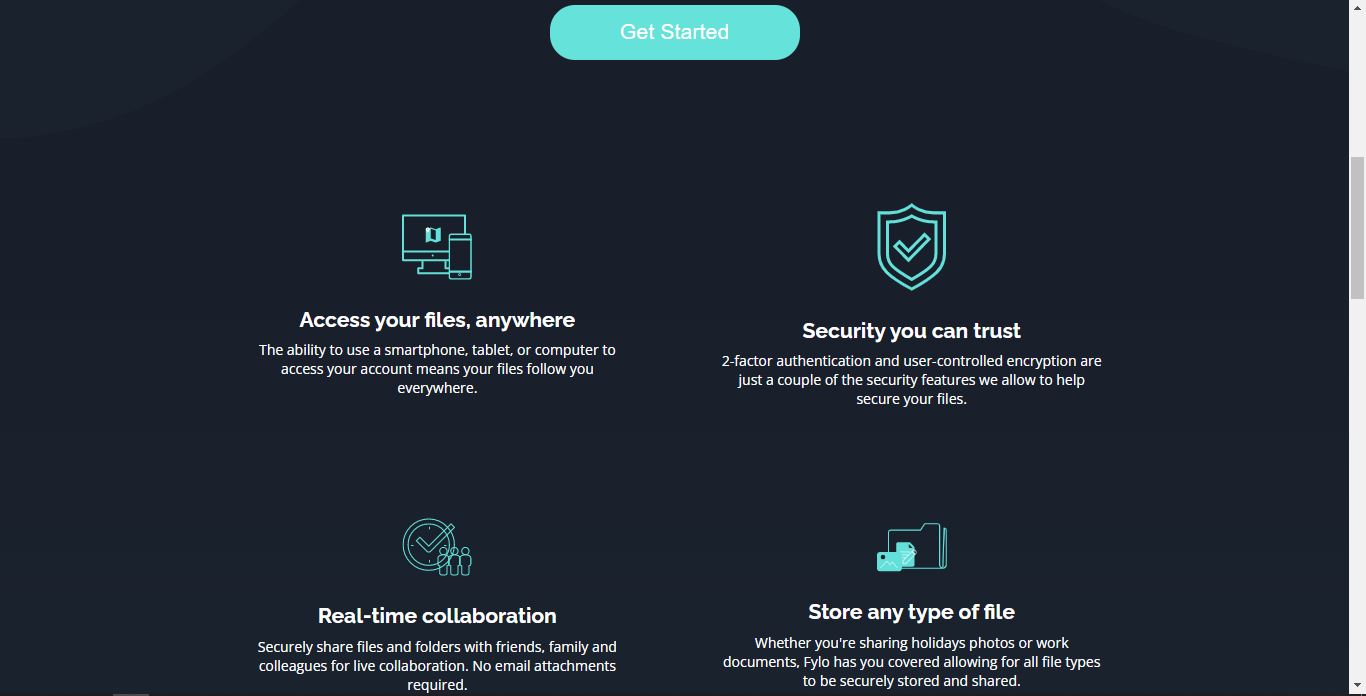 Get Started
Access your files, anywhere
The ability to use a smartphone, tablet, or computer to
access your account means your files follow you
everywhere.
Security you can trust
2-factor authentication and user-controlled encryption are
just a couple of the security features we allow to help
secure your files.
Real-time collaboration
Securely share files and folders with friends, family and
colleagues for live collaboration. No email attachments
required.
Store any type of file
Whether you're sharing holidays photos or work
documents, Fylo has you covered allowing for all file types
to be securely stored and shared.